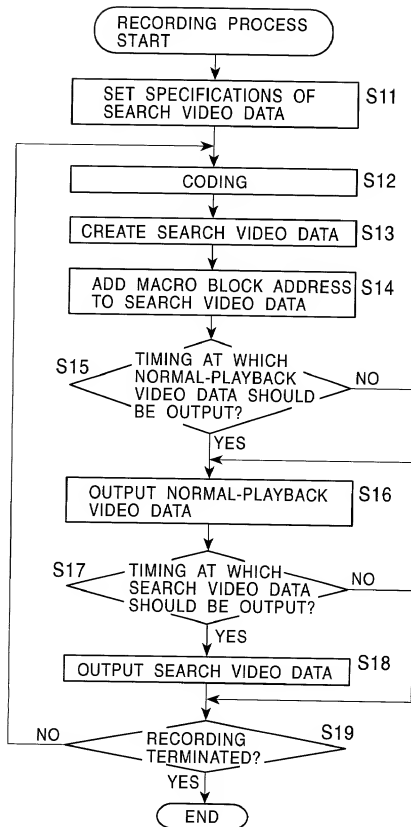 RECORDING PROCESS
START
SET SPECIFICATIONS OF
SEARCH VIDEO DATA
S11
CODING
S12
CREATE SEARCH VIDEO DATA
S13
ADD MACRO BLOCK ADDRESS
TO SEARCH VIDEO DATA
S14
S15
TIMING AT WHICH
NORMAL-PLAYBACK
VIDEO DATA SHOULD
BE OUTPUT?
NO
YES
OUTPUT NORMAL-PLAYBACK
VIDEO DATA
S16
S17
TIMING AT WHICH
SEARCH VIDEO DATA
SHOULD BE OUTPUT?
NO
YES
OUTPUT SEARCH VIDEO DATA
S18
NO
RECORDING
TERMINATED?
S19
YES
END